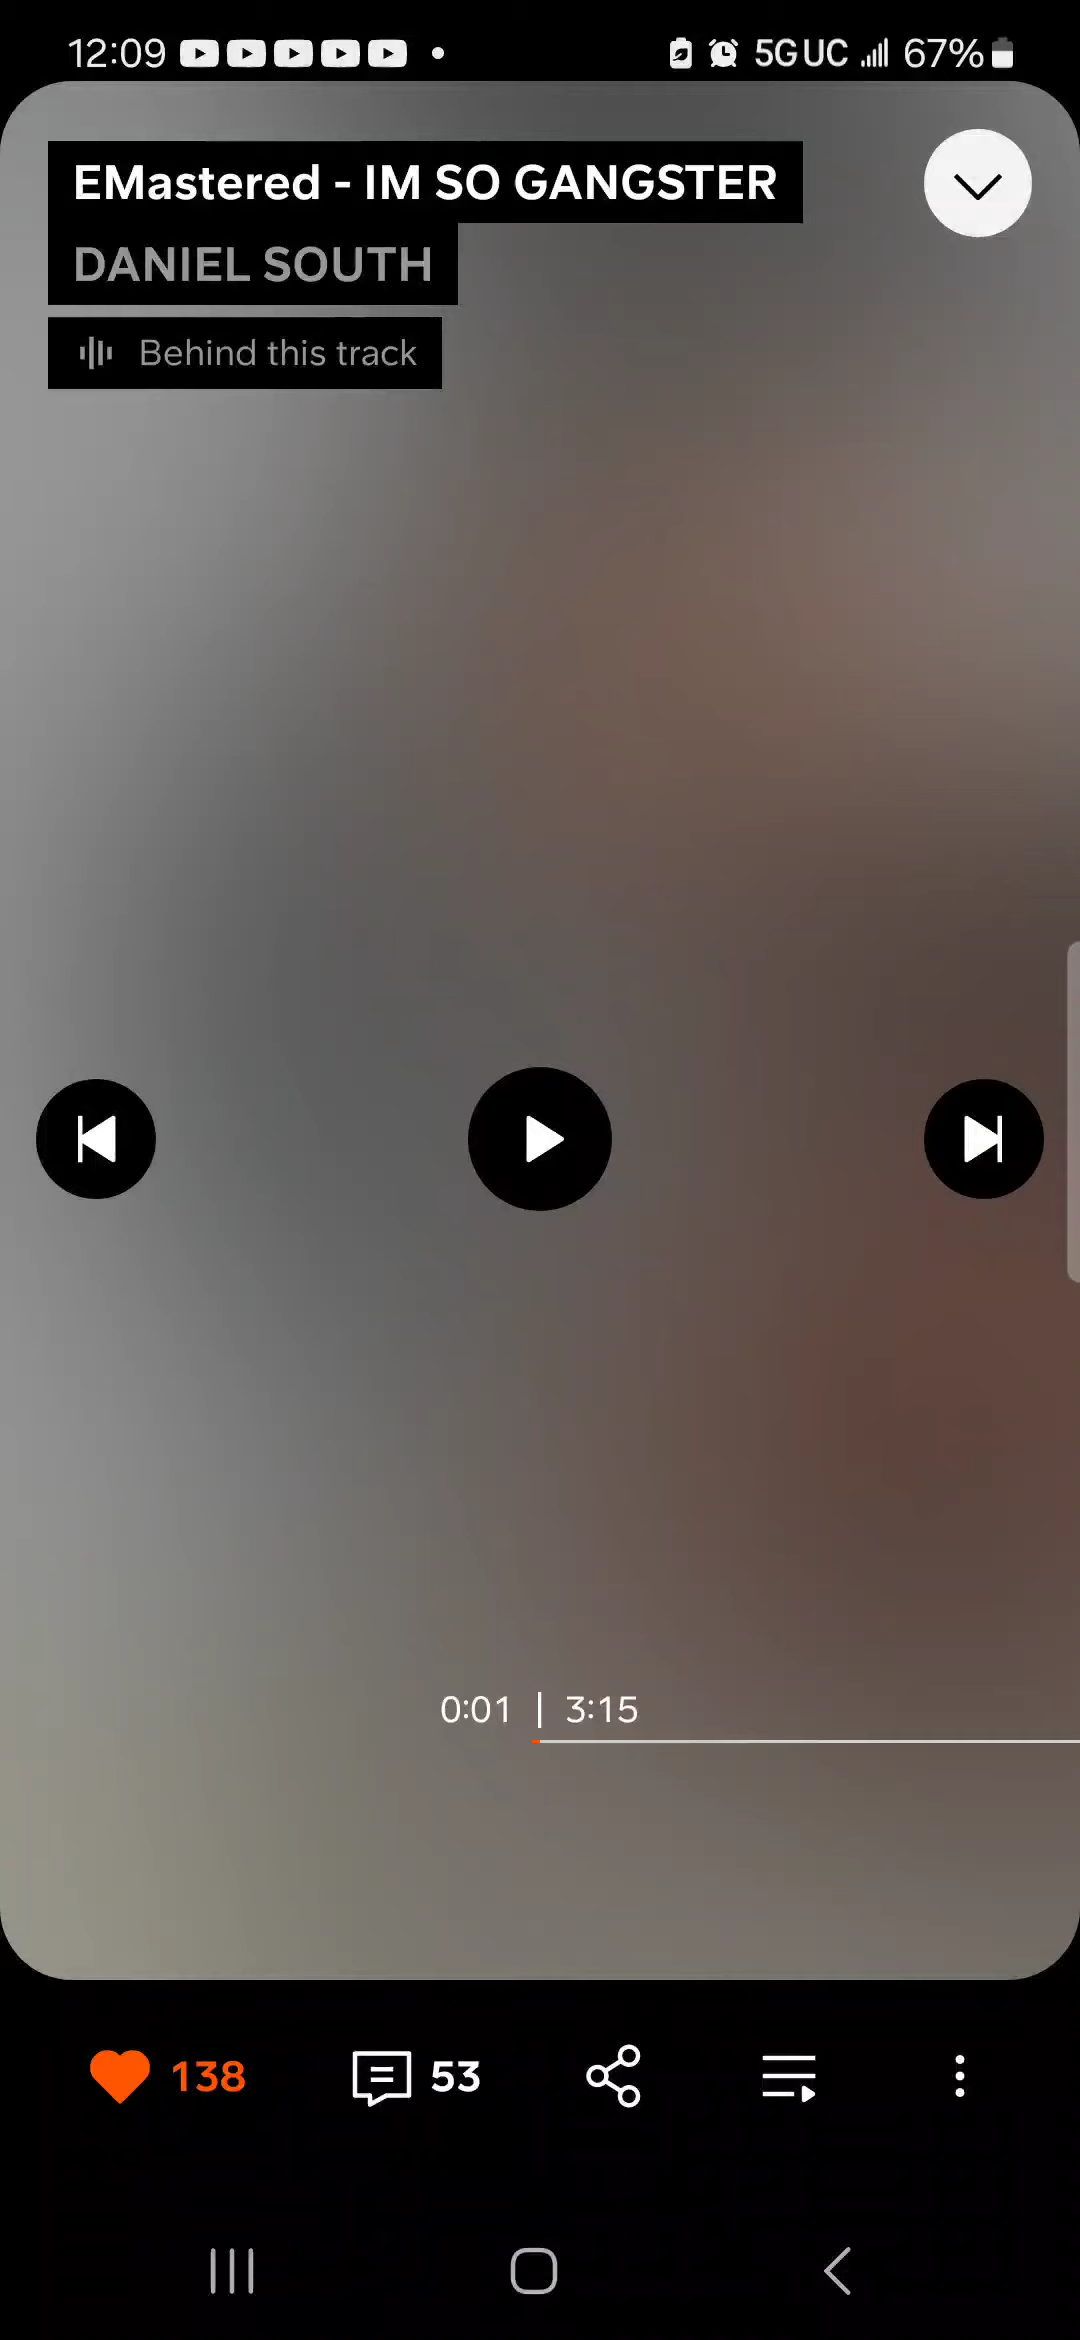 12:09 5G UC 67%
EMastered - IM SO GANGSTER
DANIEL SOUTH
Behind this track
0:01 | 3:15
138 53